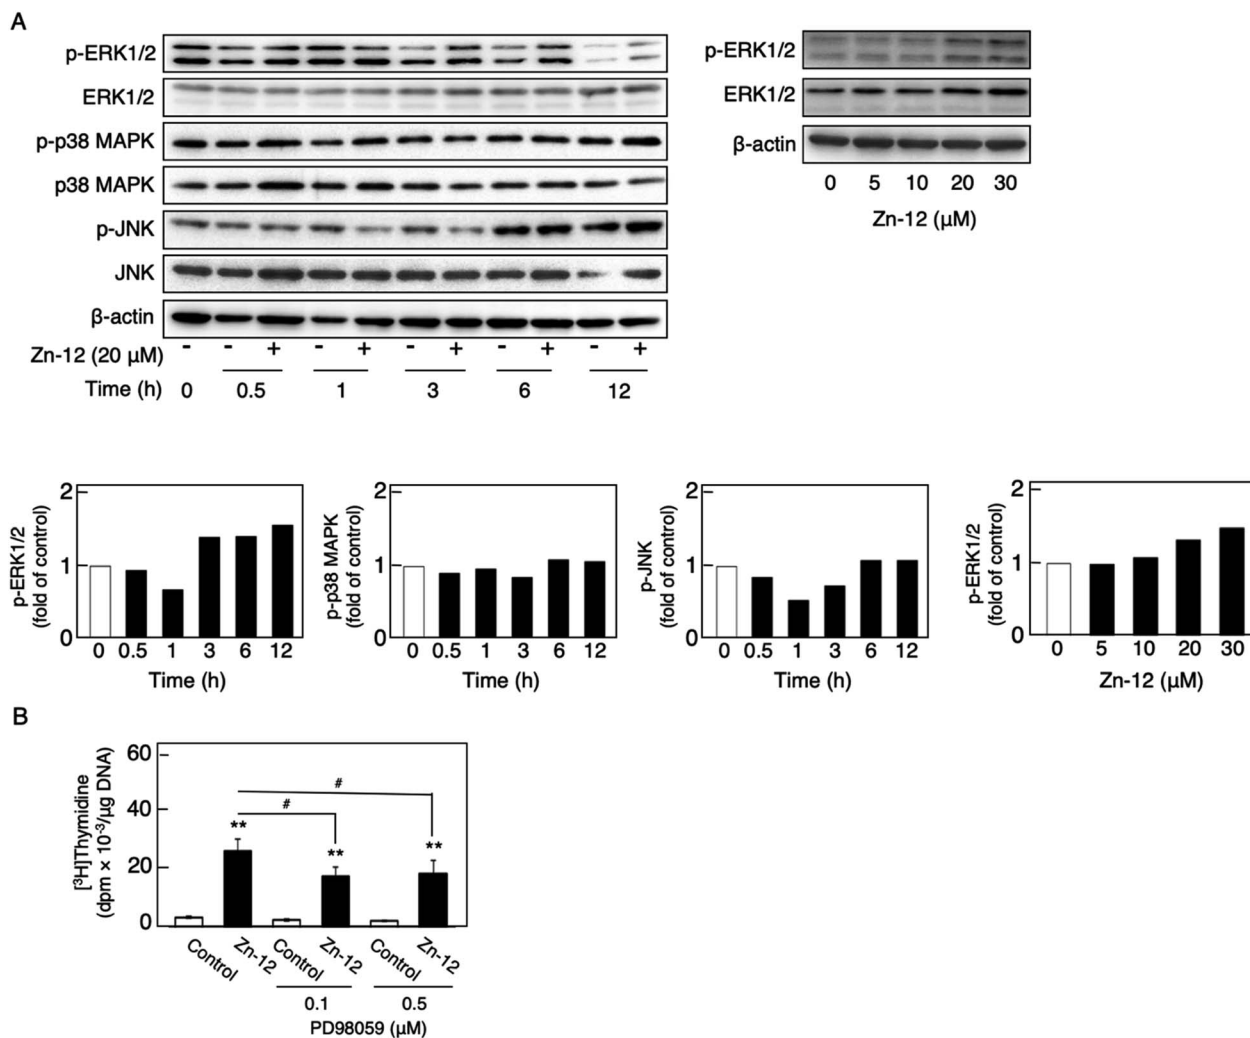 A
p-ERK1/2
ERK1/2
p-p38 MAPK
p38 MAPK
p-JNK
JNK
β-actin
Zn-12 (20 μM) - - + - + - + - + - +
Time (h) 0 0.5 1 3 6 12
p-ERK1/2
ERK1/2
β-actin
0 5 10 20 30
Zn-12 (μM)
p-ERK1/2
(fold of control)
2
1
0
0 0.5 1 3 6 12
Time (h)
p-p38 MAPK
(fold of control)
2
1
0
0 0.5 1 3 6 12
Time (h)
p-JNK
(fold of control)
2
1
0
0 0.5 1 3 6 12
Time (h)
p-ERK1/2
(fold of control)
2
1
0
0 5 10 20 30
Zn-12 (μM)
B
[³H]Thymidine
(dpm × 10⁻³/μg DNA)
60
40
20
0
#
#
** ** **
Control Zn-12 Control Zn-12 Control Zn-12
0.1 0.5
PD98059 (μM)